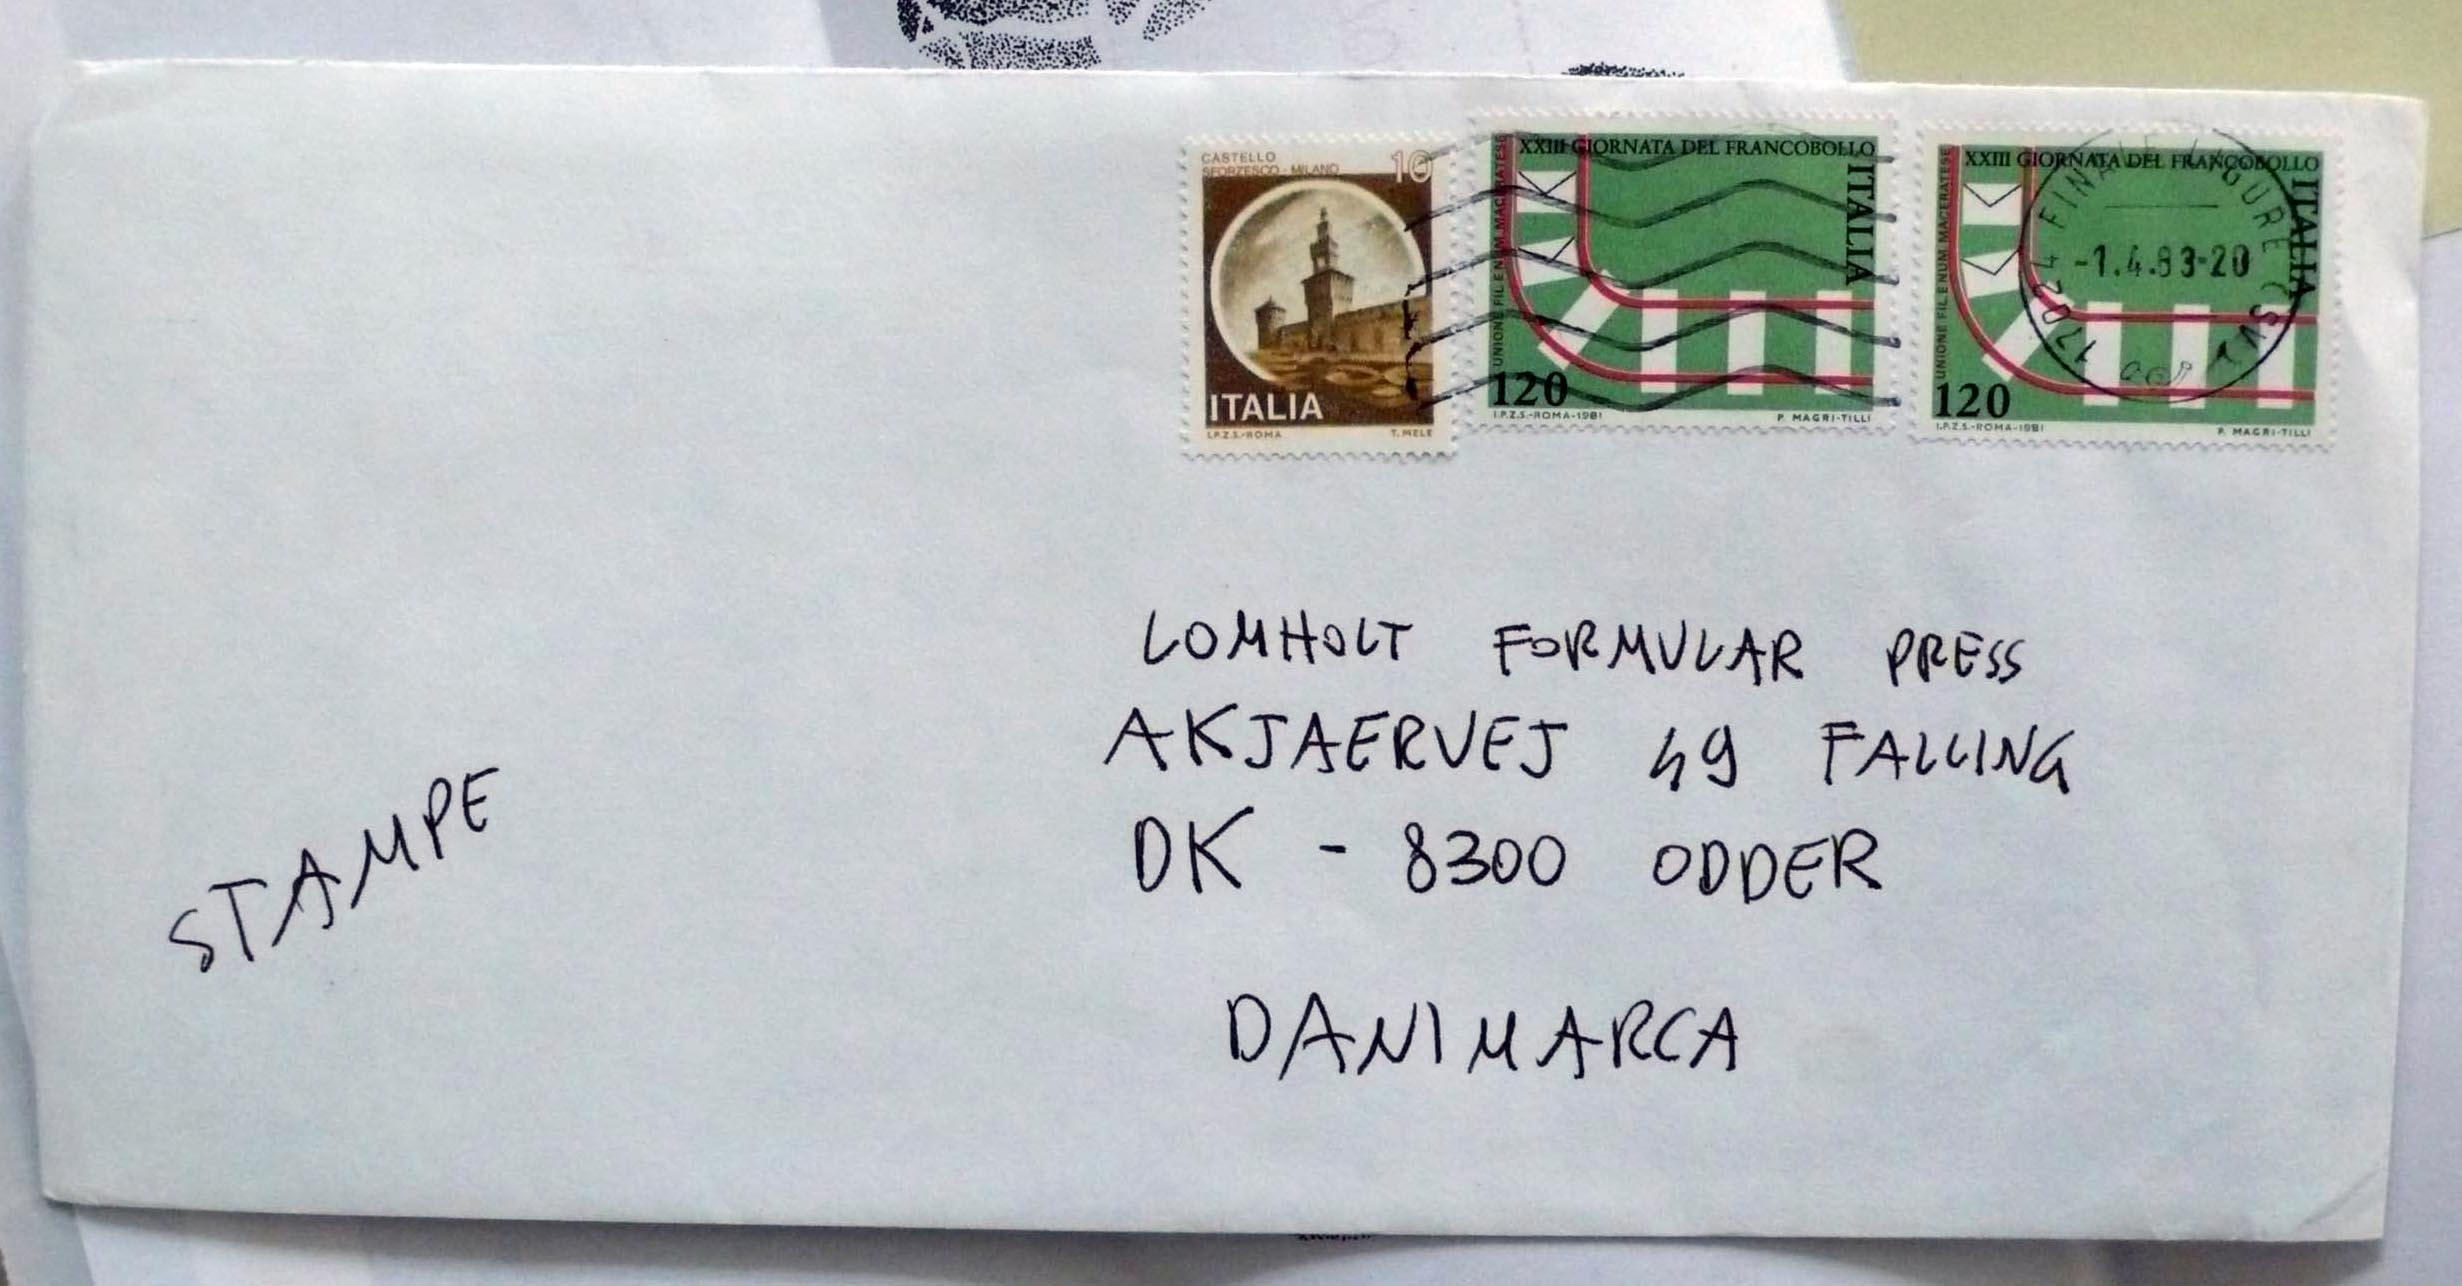 CASTELLO
SFORZESCO - MILANO
10
ITALIA
I.P.Z.S.-ROMA
T. MELE
XXIII GIORNATA DEL FRANCOBOLLO
ITALIA
UNIONE FIL. E NUM. MACERATESE
120
I.P.Z.S.-ROMA-1981
P. MAGRI-TILLI
XXIII GIORNATA DEL FRANCOBOLLO
ITALIA
UNIONE FIL. E NUM. MACERATESE
120
I.P.Z.S.-ROMA-1981
P. MAGRI-TILLI
17024 FINALE LIGURE (SV)
-1.4.83-20
LOMHOLT FORMULAR PRESS
AKJAERVEJ 49 FALLING
DK - 8300 ODDER
DANIMARCA
STAMPE